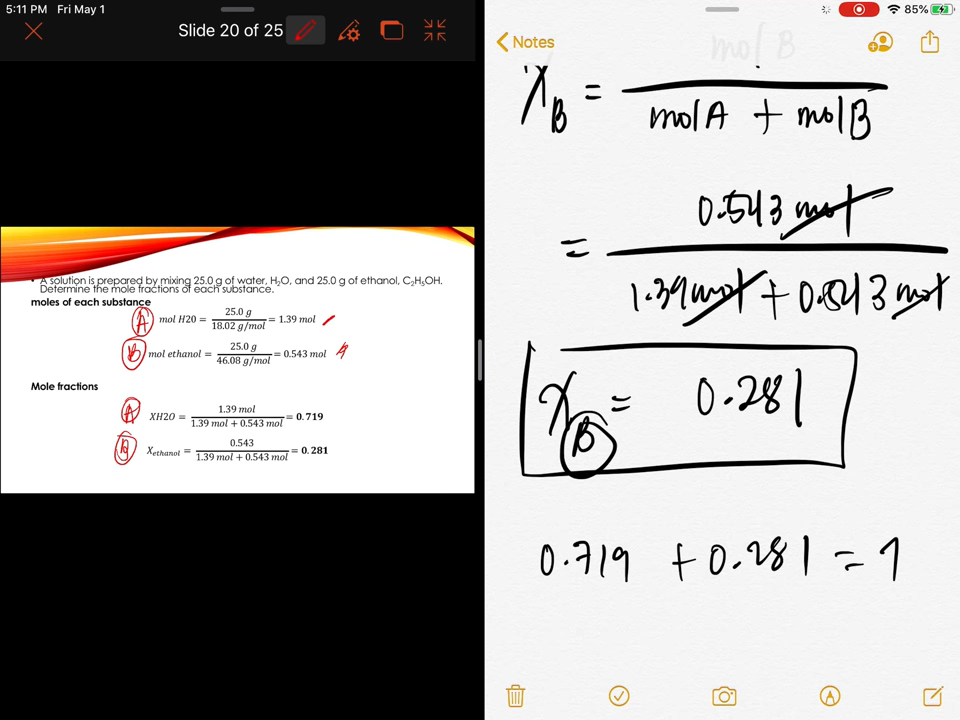 5:11 PM Fri May 1
85%
Slide 20 of 25
• A solution is prepared by mixing 25.0 g of water, H₂O, and 25.0 g of ethanol, C₂H₅OH.
Determine the mole fractions of each substance.
moles of each substance
A mol H20 = 25.0 g / 18.02 g/mol = 1.39 mol
B mol ethanol = 25.0 g / 46.08 g/mol = 0.543 mol
Mole fractions
A XH2O = 1.39 mol / 1.39 mol + 0.543 mol = 0.719
B X_ethanol = 0.543 / 1.39 mol + 0.543 mol = 0.281
Notes
mol B
X_B = / mol A + mol B
= 0.543 mol / 1.39 mol + 0.543 mol
X_B = 0.281
0.719 + 0.281 = 1